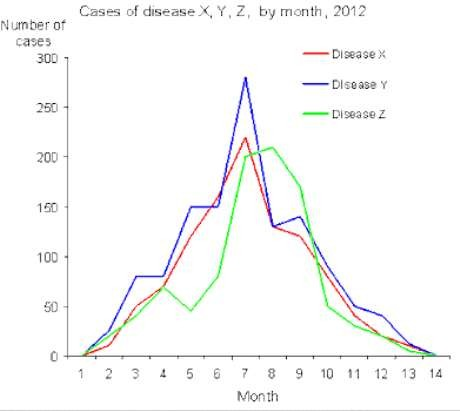 Cases of disease X, Y, Z, by month, 2012
Number of
cases
300
250
200
150
100
50
0
Disease X
Disease Y
Disease Z
1 2 3 4 5 6 7 8 9 10 11 12 13 14
Month